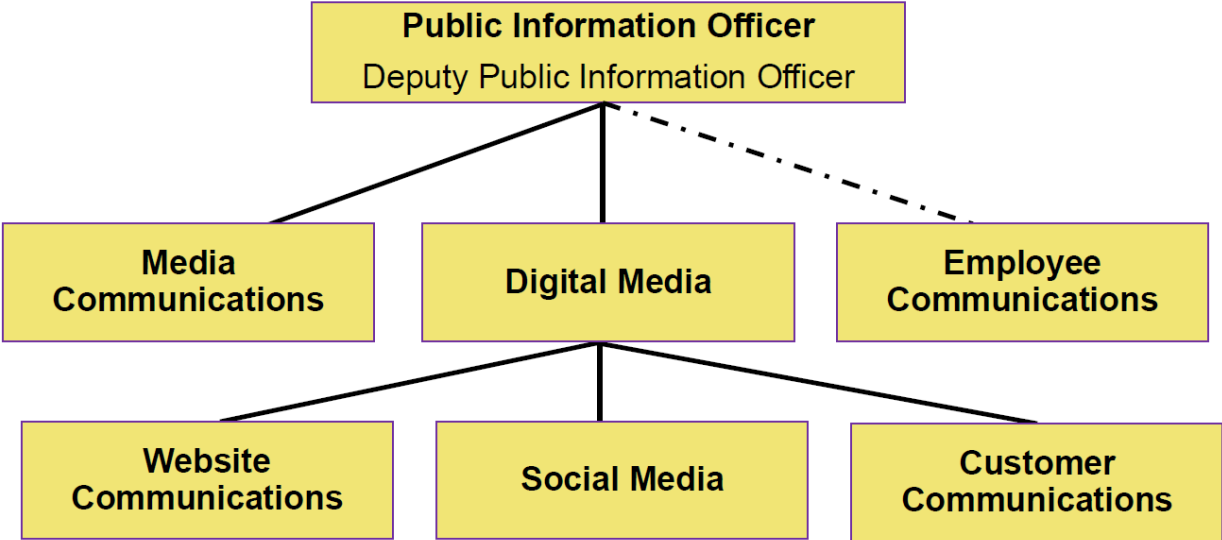 Public Information Officer
Deputy Public Information Officer
Media
Communications
Digital Media
Employee
Communications
Website
Communications
Social Media
Customer
Communications